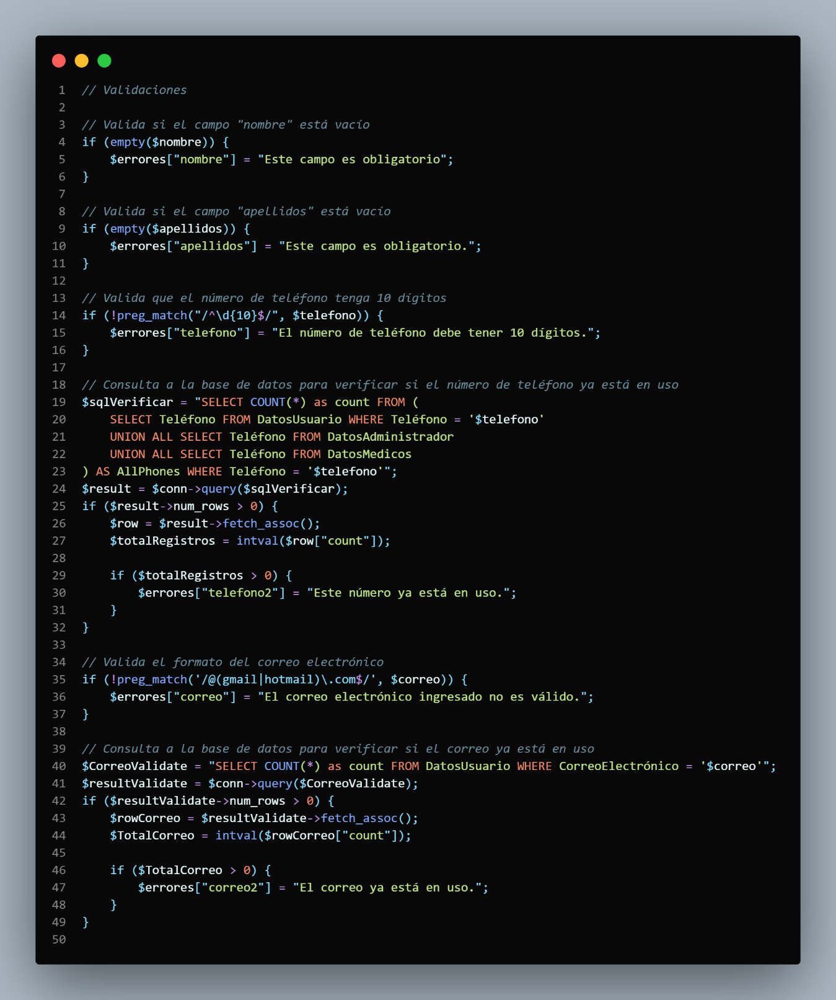 1 // Validaciones
2
3 // Valida si el campo "nombre" está vacío
4 if (empty($nombre)) {
5     $errores["nombre"] = "Este campo es obligatorio";
6 }
7
8 // Valida si el campo "apellidos" está vacío
9 if (empty($apellidos)) {
10     $errores["apellidos"] = "Este campo es obligatorio.";
11 }
12
13 // Valida que el número de teléfono tenga 10 dígitos
14 if (!preg_match("/^\d{10}$/", $telefono)) {
15     $errores["telefono"] = "El número de teléfono debe tener 10 dígitos.";
16 }
17
18 // Consulta a la base de datos para verificar si el número de teléfono ya está en uso
19 $sqlVerificar = "SELECT COUNT(*) as count FROM (
20     SELECT Teléfono FROM DatosUsuario WHERE Teléfono = '$telefono'
21     UNION ALL SELECT Teléfono FROM DatosAdministrador
22     UNION ALL SELECT Teléfono FROM DatosMedicos
23 ) AS AllPhones WHERE Teléfono = '$telefono'";
24 $result = $conn->query($sqlVerificar);
25 if ($result->num_rows > 0) {
26     $row = $result->fetch_assoc();
27     $totalRegistros = intval($row["count"]);
28
29     if ($totalRegistros > 0) {
30         $errores["telefono2"] = "Este número ya está en uso.";
31     }
32 }
33
34 // Valida el formato del correo electrónico
35 if (!preg_match('/@(gmail|hotmail)\.com$/', $correo)) {
36     $errores["correo"] = "El correo electrónico ingresado no es válido.";
37 }
38
39 // Consulta a la base de datos para verificar si el correo ya está en uso
40 $CorreoValidate = "SELECT COUNT(*) as count FROM DatosUsuario WHERE CorreoElectrónico = '$correo'";
41 $resultValidate = $conn->query($CorreoValidate);
42 if ($resultValidate->num_rows > 0) {
43     $rowCorreo = $resultValidate->fetch_assoc();
44     $TotalCorreo = intval($rowCorreo["count"]);
45
46     if ($TotalCorreo > 0) {
47         $errores["correo2"] = "El correo ya está en uso.";
48     }
49 }
50